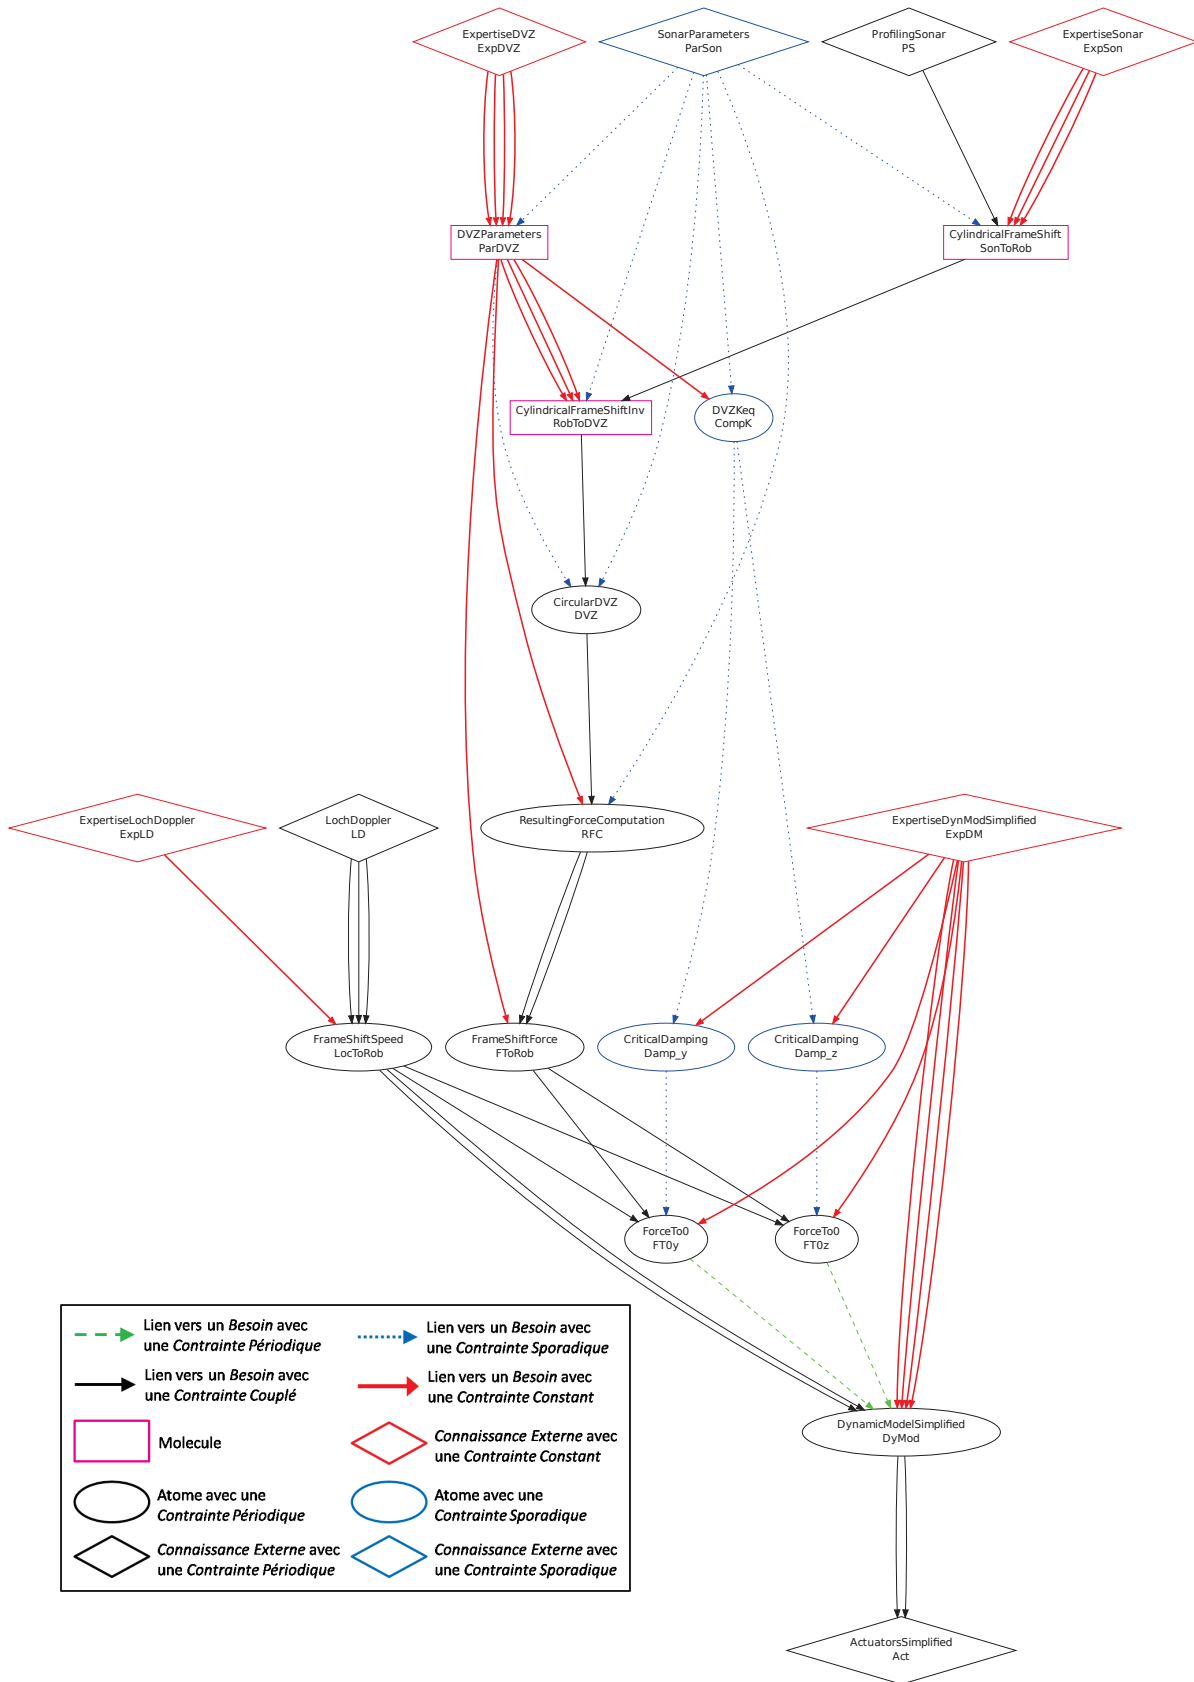 ExpertiseDVZ
ExpDVZ
SonarParameters
ParSon
ProfilingSonar
PS
ExpertiseSonar
ExpSon
DVZParameters
ParDVZ
CylindricalFrameShift
SonToRob
CylindricalFrameShiftInv
RobToDVZ
DVZKeq
CompK
CircularDVZ
DVZ
ExpertiseLochDoppler
ExpLD
LochDoppler
LD
ResultingForceComputation
RFC
ExpertiseDynModSimplified
ExpDM
FrameShiftSpeed
LocToRob
FrameShiftForce
FToRob
CriticalDamping
Damp_y
CriticalDamping
Damp_z
ForceTo0
FT0y
ForceTo0
FT0z
Lien vers un Besoin avec
une Contrainte Périodique
Lien vers un Besoin avec
une Contrainte Sporadique
Lien vers un Besoin avec
une Contrainte Couplé
Lien vers un Besoin avec
une Contrainte Constant
Molecule
Connaissance Externe avec
une Contrainte Constant
Atome avec une
Contrainte Périodique
Atome avec une
Contrainte Sporadique
Connaissance Externe avec
une Contrainte Périodique
Connaissance Externe avec
une Contrainte Sporadique
DynamicModelSimplified
DyMod
ActuatorsSimplified
Act